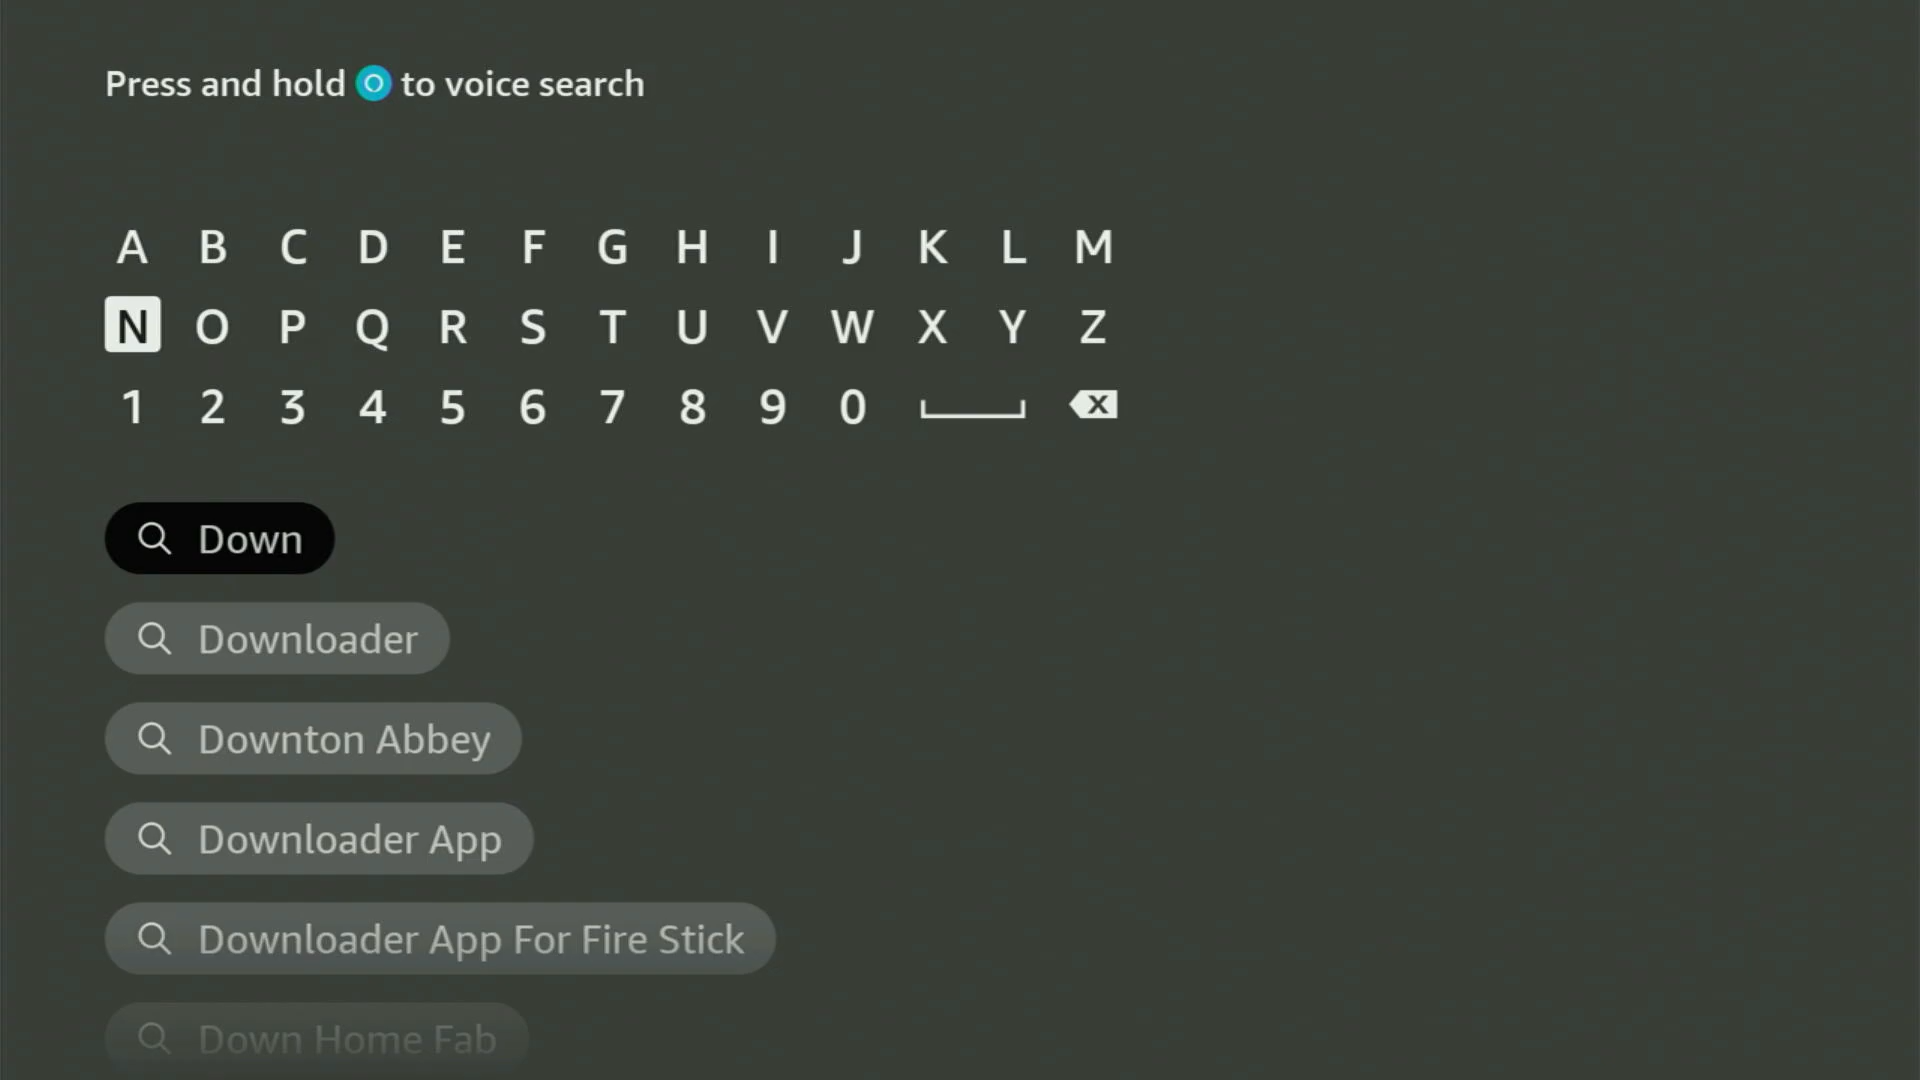 Press and hold to voice search
A B C D E F G H I J K L M
N O P Q R S T U V W X Y Z
1 2 3 4 5 6 7 8 9 0
Down
Downloader
Downton Abbey
Downloader App
Downloader App For Fire Stick
Down Home Fab